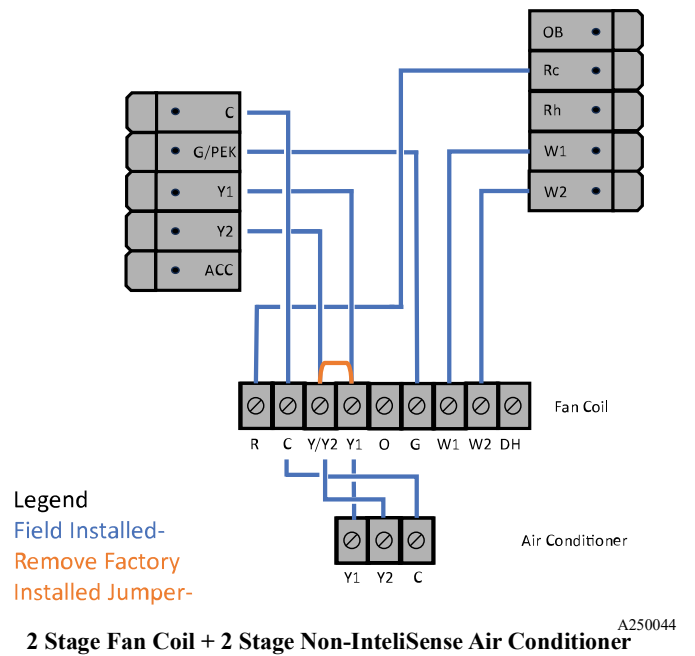 OB
Rc
Rh
W1
W2
C
G/PEK
Y1
Y2
ACC
Fan Coil
R C Y/Y2 Y1 O G W1 W2 DH
Legend
Field Installed-
Remove Factory
Installed Jumper-
Air Conditioner
Y1 Y2 C
A250044
2 Stage Fan Coil + 2 Stage Non-InteliSense Air Conditioner